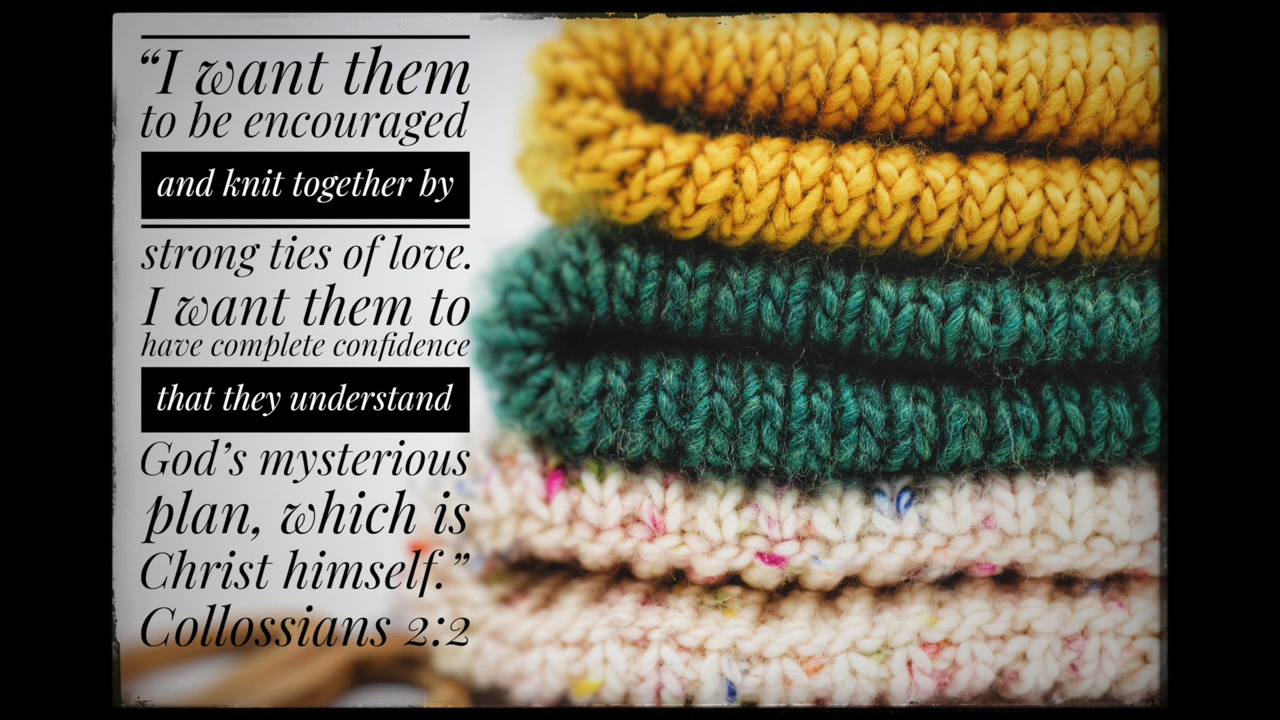 “I want them
to be encouraged
and knit together by
strong ties of love.
I want them to
have complete confidence
that they understand
God’s mysterious
plan, which is
Christ himself.”
Collossians 2:2